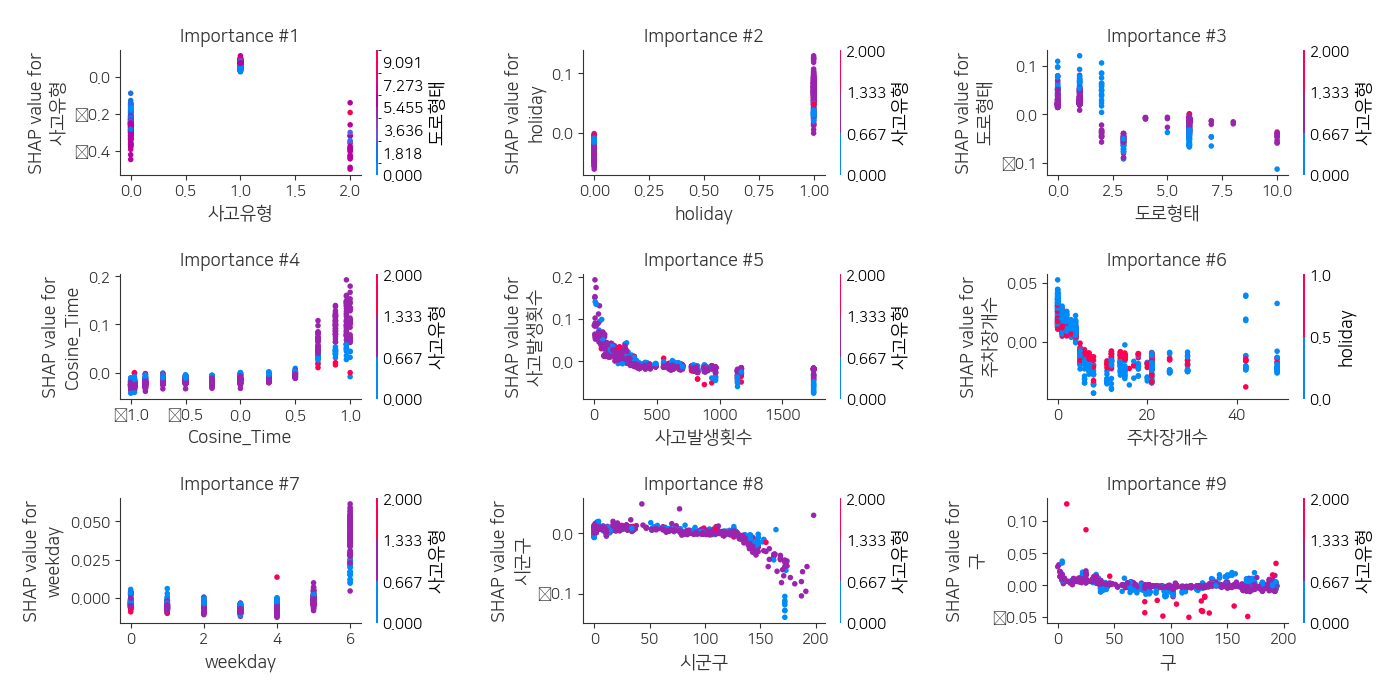 Importance #1
SHAP value for
사고유형
0.0
☒0.2
☒0.4
0.0
0.5
1.0
1.5
2.0
사고유형
9.091
7.273
5.455
3.636
1.818
0.000
도로형태
Importance #2
SHAP value for
holiday
0.1
0.0
0.00
0.25
0.50
0.75
1.00
holiday
2.000
1.333
0.667
0.000
사고유형
Importance #3
SHAP value for
도로형태
0.1
0.0
☒0.1
0.0
2.5
5.0
7.5
10.0
도로형태
2.000
1.333
0.667
0.000
사고유형
Importance #4
SHAP value for
Cosine_Time
0.2
0.1
0.0
☒1.0
☒0.5
0.0
0.5
1.0
Cosine_Time
2.000
1.333
0.667
0.000
사고유형
Importance #5
SHAP value for
사고발생횟수
0.2
0.1
0.0
0
500
1000
1500
사고발생횟수
2.000
1.333
0.667
0.000
사고유형
Importance #6
SHAP value for
주차장개수
0.05
0.00
0
20
40
주차장개수
1.0
0.5
0.0
holiday
Importance #7
SHAP value for
weekday
0.050
0.025
0.000
0
2
4
6
weekday
2.000
1.333
0.667
0.000
사고유형
Importance #8
SHAP value for
시군구
0.0
☒0.1
0
50
100
150
200
시군구
2.000
1.333
0.667
0.000
사고유형
Importance #9
SHAP value for
구
0.10
0.05
0.00
☒0.05
0
50
100
150
200
구
2.000
1.333
0.667
0.000
사고유형